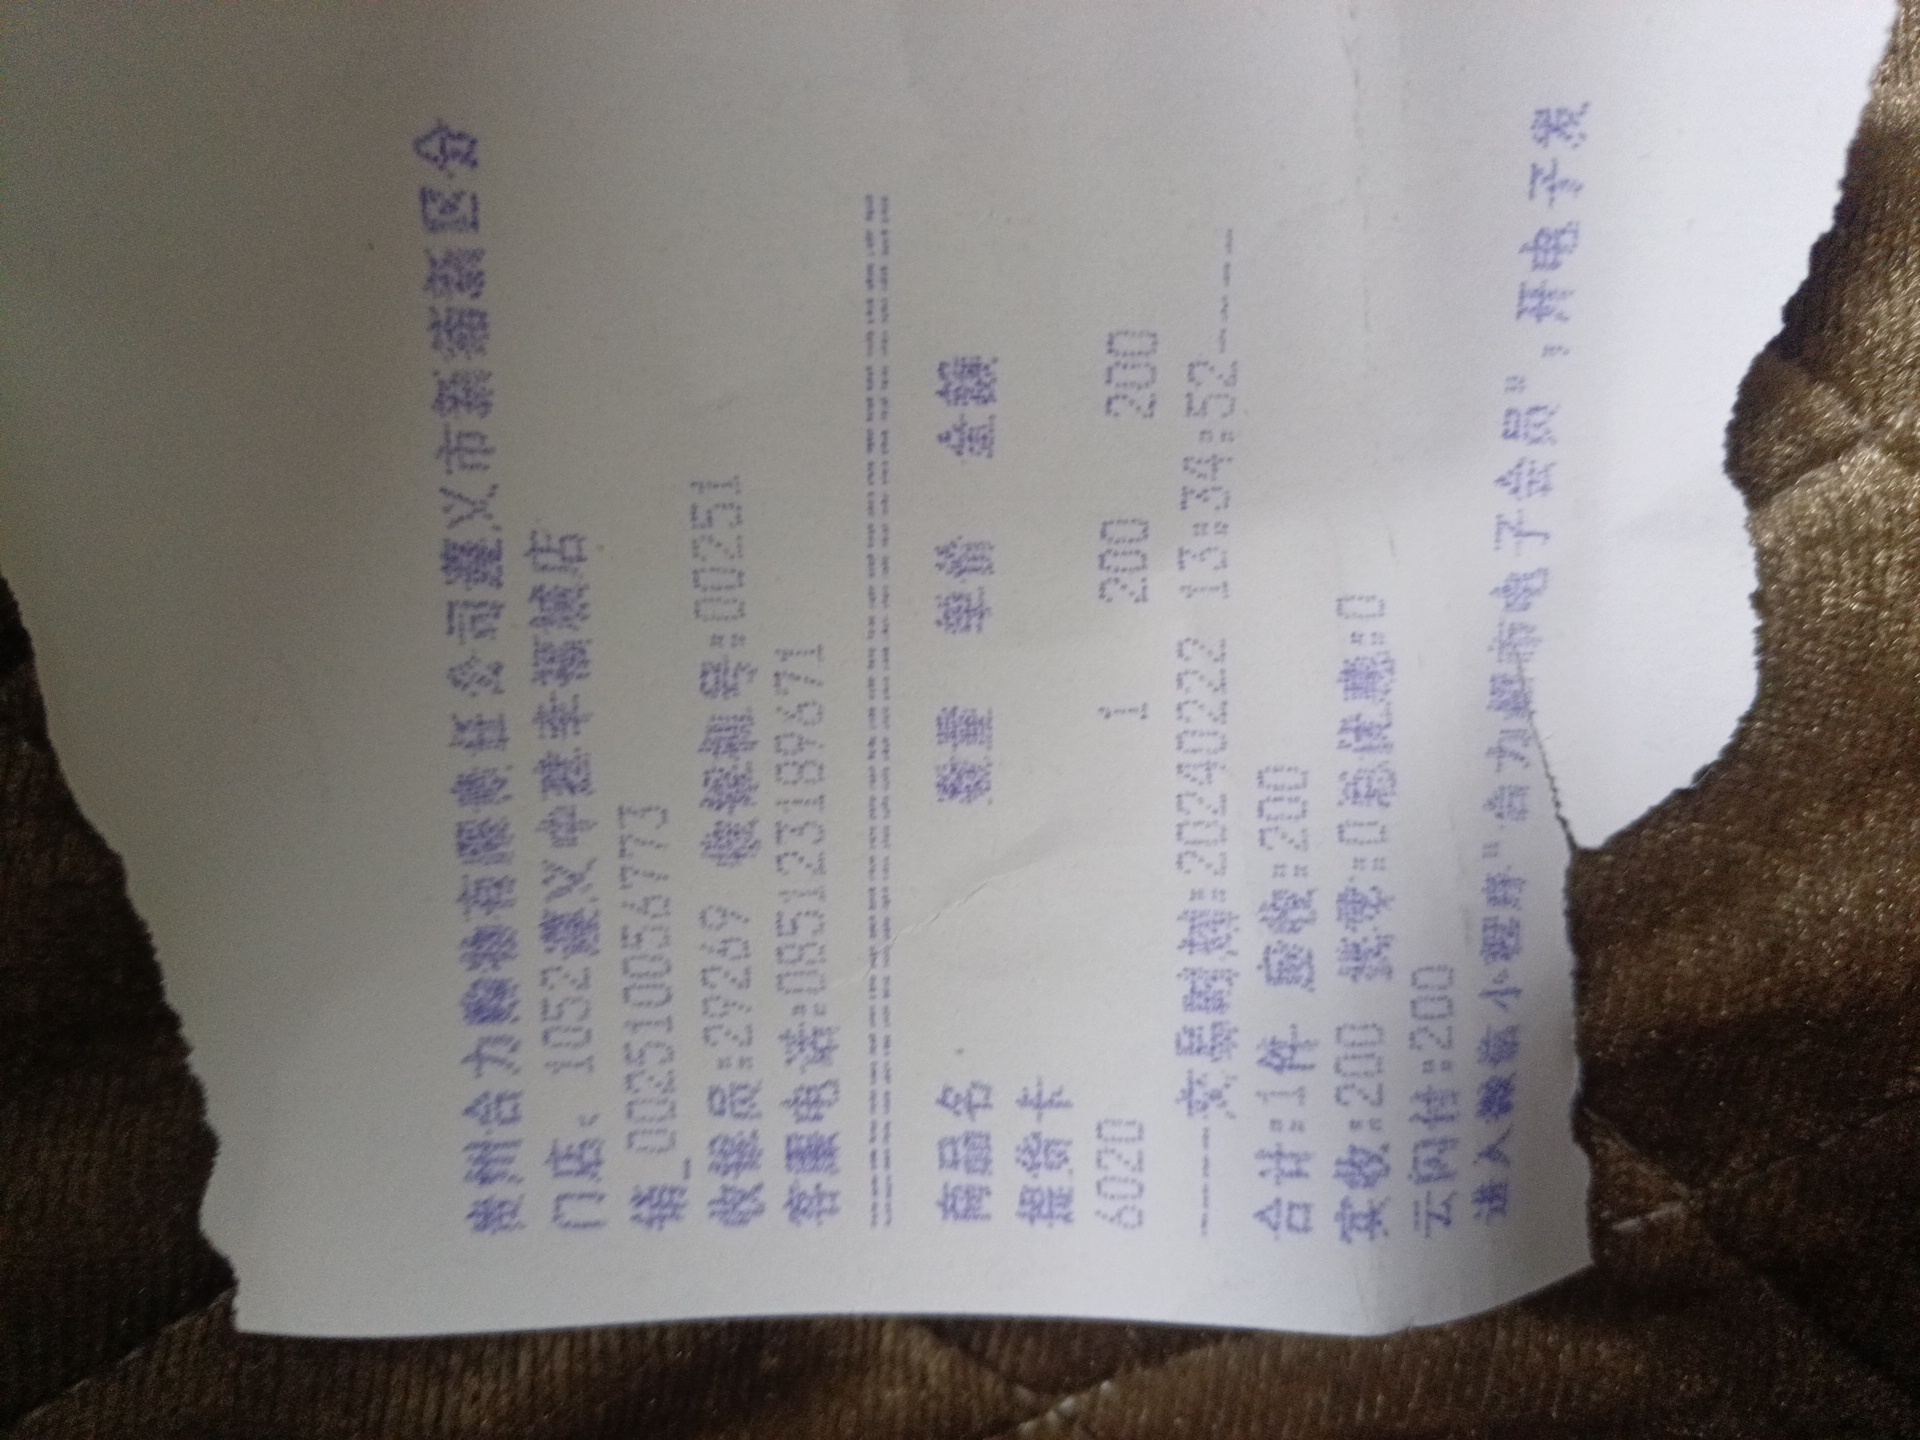 贵州合力购物有限责任公司遵义市新蒲新区分
门店: 1052遵义中建幸福城店
销_002510056773
收银员:29269 收银机号:00251
客服电话:085123189671
商品名 数量 单价 金额
提货卡
6020 1 200 200
-----交易时刻:20240222 13:34:52-----
合计:1件 应收:200
实收:200 找零:0总优惠:0
云闪付:200
进入微信小程序"合力超市电子会员",开电子发